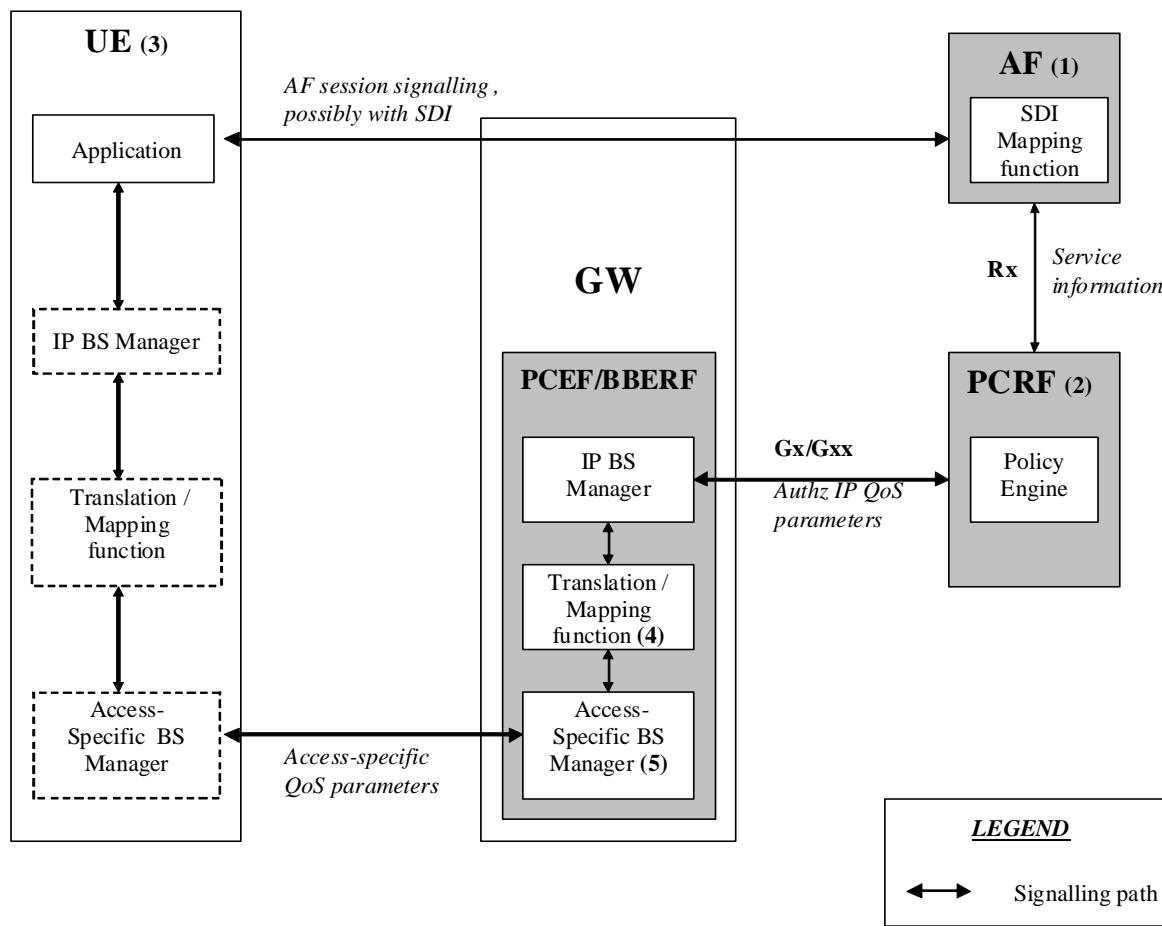 UE (3)
AF session signalling ,
possibly with SDI
AF (1)
SDI
Mapping
function
Application
GW
Rx
Service
information
IP BS Manager
PCEF/BBERF
PCRF (2)
IP BS
Manager
Gx/Gxx
Authz IP QoS
parameters
Policy
Engine
Translation /
Mapping
function
Translation /
Mapping
function (4)
Access-
Specific BS
Manager
Access-specific
QoS parameters
Access-
Specific BS
Manager (5)
LEGEND
Signalling path